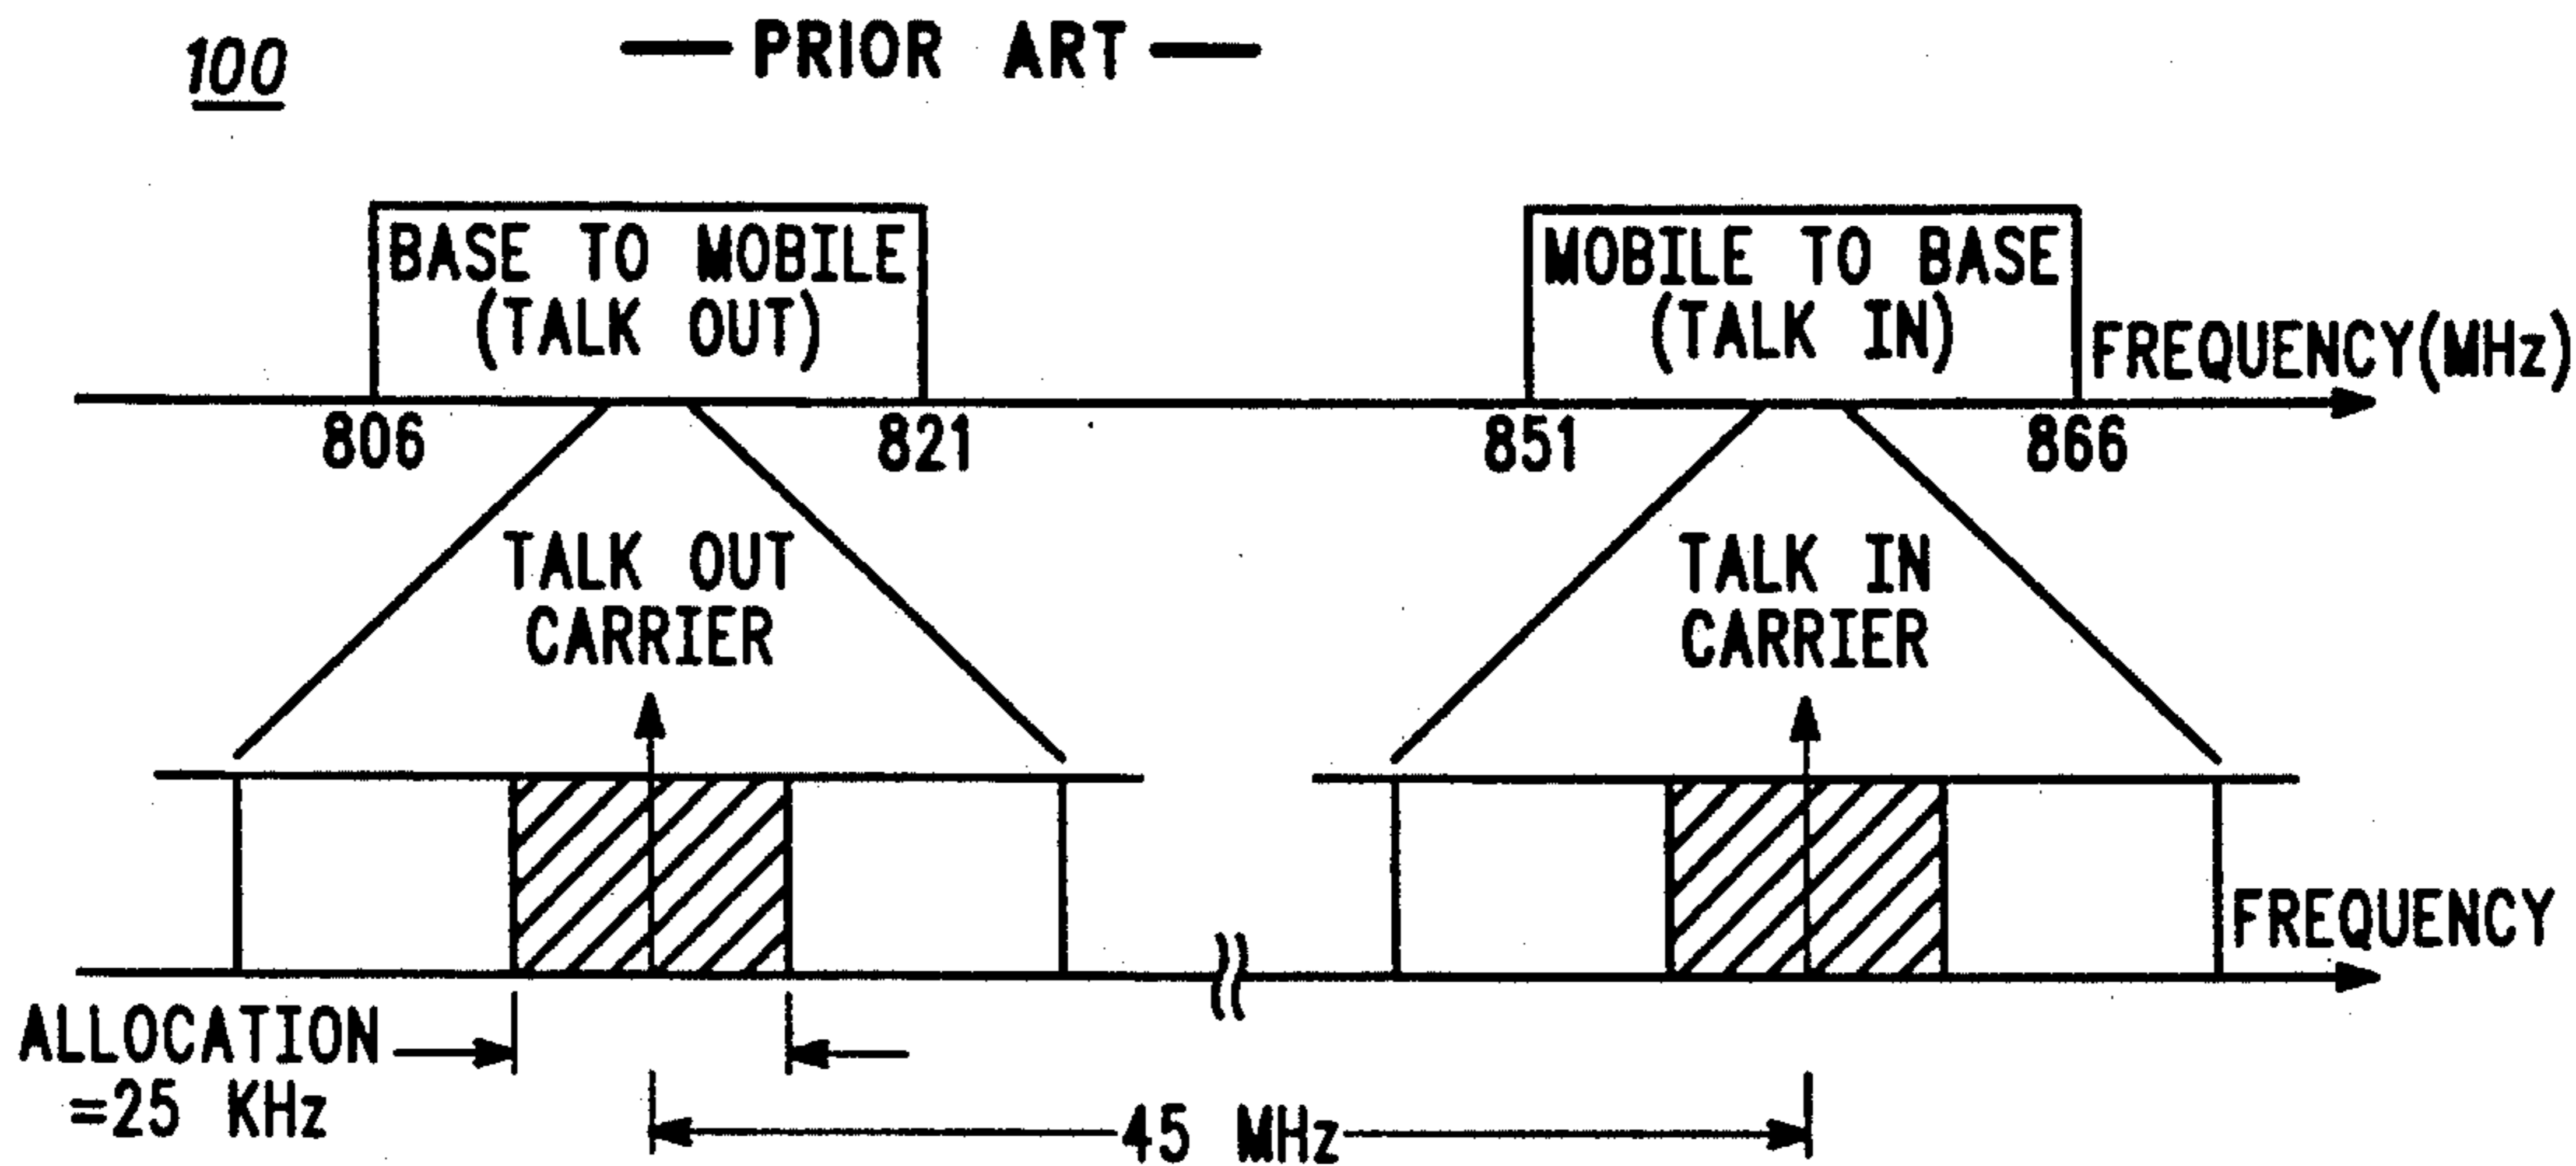 100
— PRIOR ART —
BASE TO MOBILE
(TALK OUT)
MOBILE TO BASE
(TALK IN)
FREQUENCY(MHz)
806
821
851
866
TALK OUT
CARRIER
TALK IN
CARRIER
FREQUENCY
ALLOCATION
=25 KHz
45 MHz